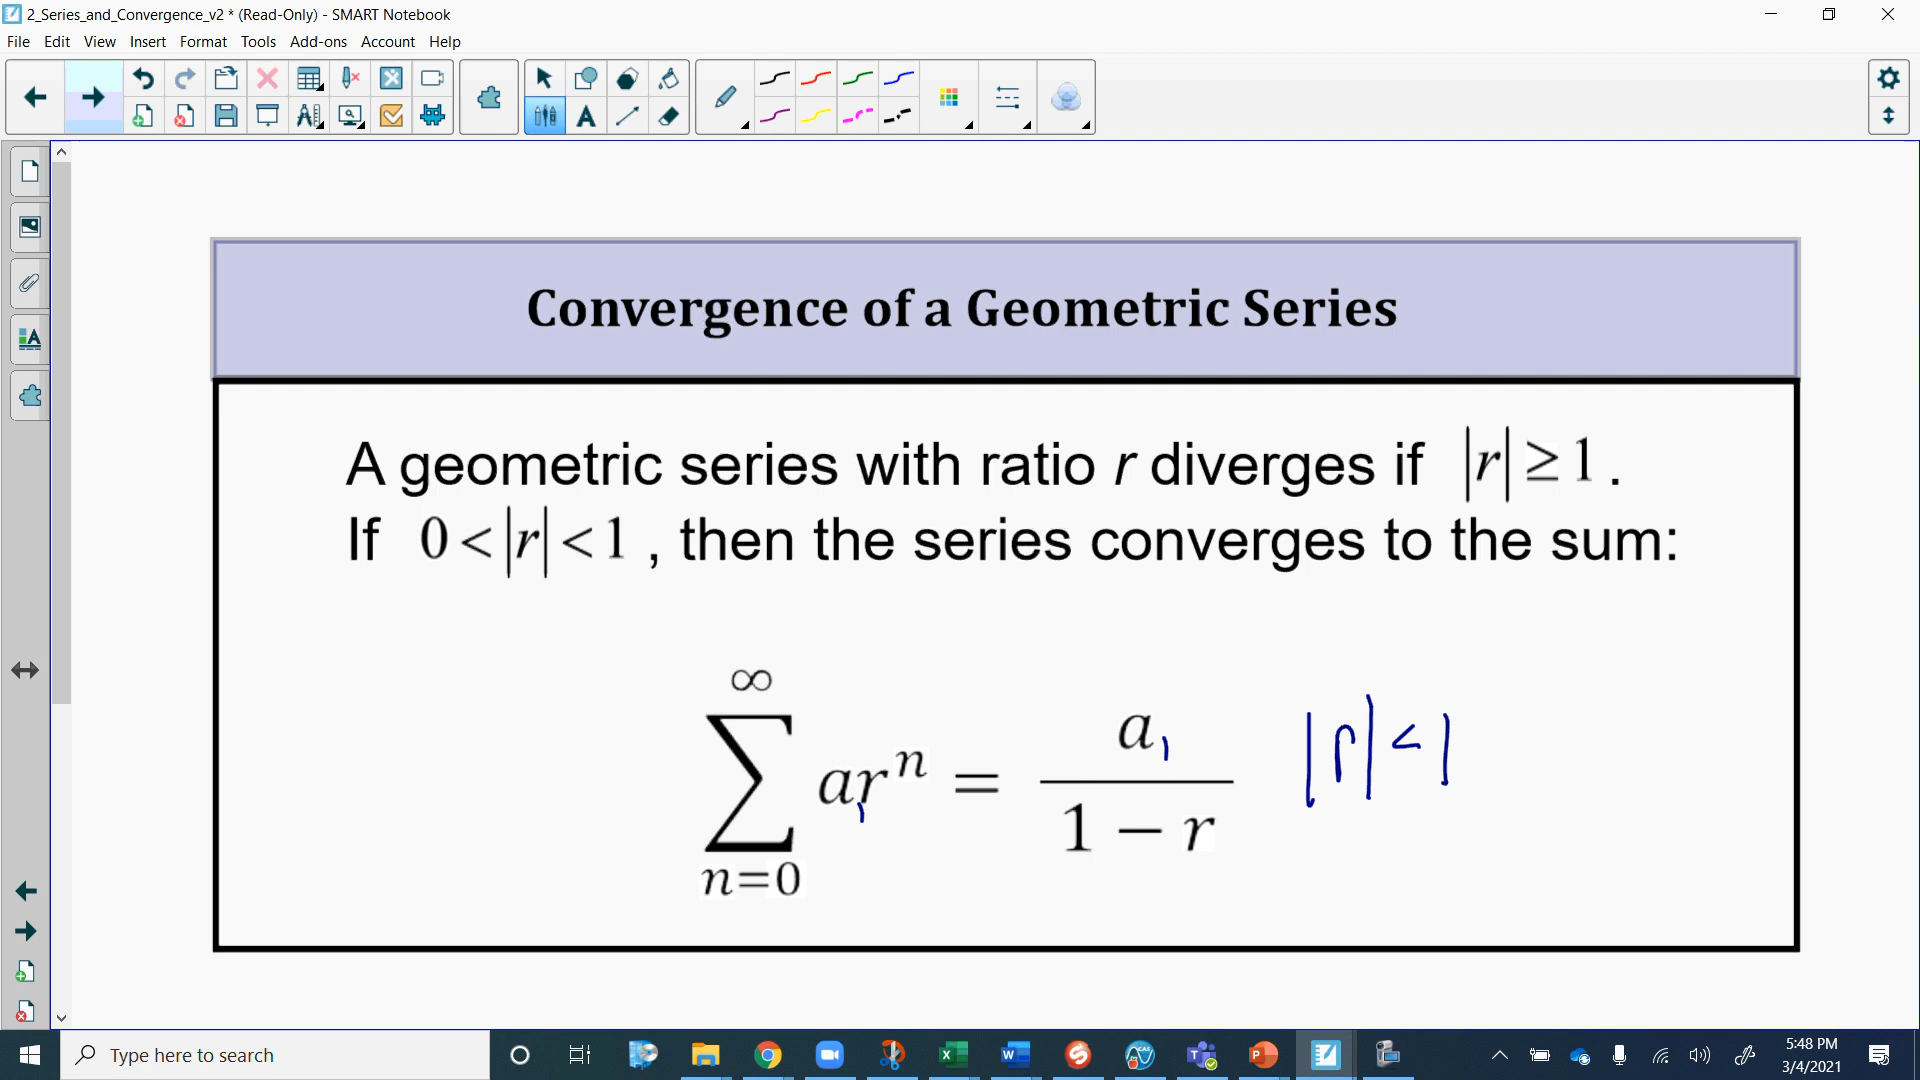 2_Series_and_Convergence_v2 * (Read-Only) - SMART Notebook
File Edit View Insert Format Tools Add-ons Account Help
Convergence of a Geometric Series
A geometric series with ratio r diverges if |r| ≥ 1.
If 0 < |r| < 1, then the series converges to the sum:
∞
∑ a₁rⁿ = a₁ / (1 − r) |r| < 1
n=0
Type here to search
5:48 PM
3/4/2021